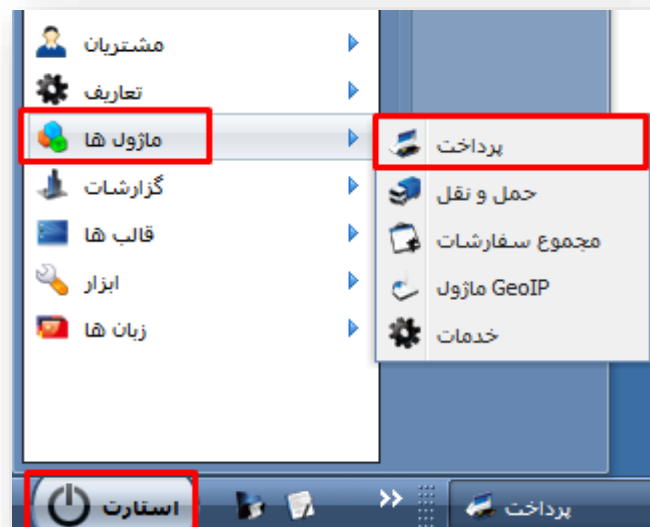 مشتریان
تعاریف
ماژول ها
گزارشات
قالب ها
ابزار
زبان ها
پرداخت
حمل و نقل
مجموع سفارشات
ماژول GeoIP
خدمات
استارت
پرداخت